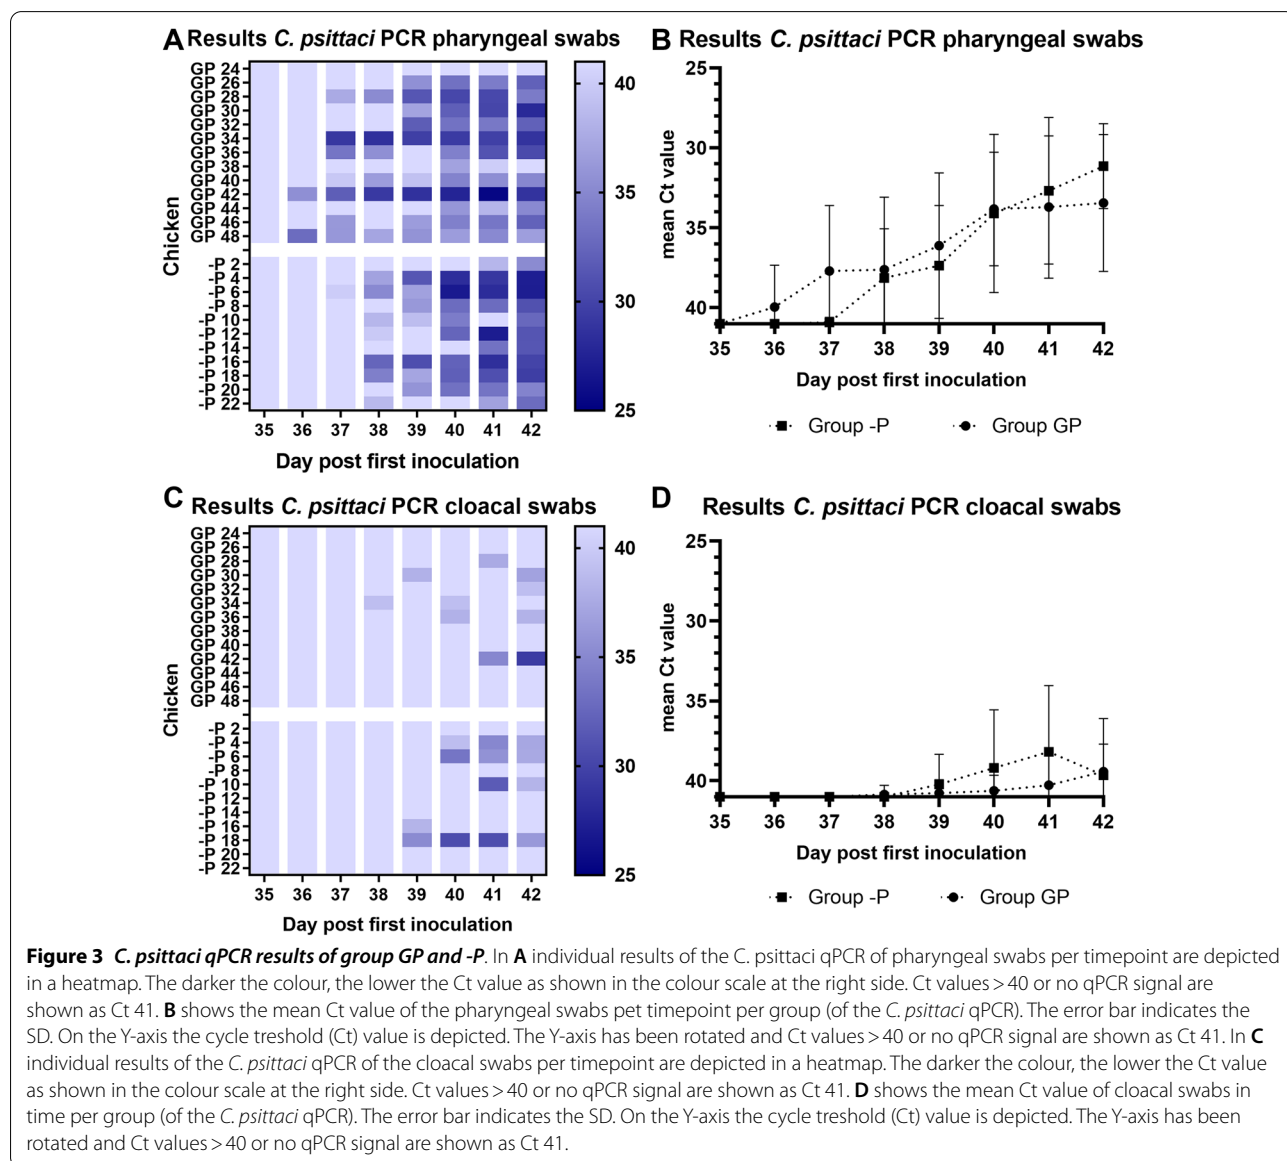 A Results C. psittaci PCR pharyngeal swabs
GP 24
GP 26
GP 28
GP 30
GP 32
GP 34
GP 36
GP 38
GP 40
GP 42
GP 44
GP 46
GP 48
-P 2
-P 4
-P 6
-P 8
-P 10
-P 12
-P 14
-P 16
-P 18
-P 20
-P 22
Chicken
35 36 37 38 39 40 41 42
Day post first inoculation
40
35
30
25
B Results C. psittaci PCR pharyngeal swabs
25
30
35
40
mean Ct value
35 36 37 38 39 40 41 42
Day post first inoculation
Group -P Group GP
C Results C. psittaci PCR cloacal swabs
GP 24
GP 26
GP 28
GP 30
GP 32
GP 34
GP 36
GP 38
GP 40
GP 42
GP 44
GP 46
GP 48
-P 2
-P 4
-P 6
-P 8
-P 10
-P 12
-P 14
-P 16
-P 18
-P 20
-P 22
Chicken
35 36 37 38 39 40 41 42
Day post first inoculation
40
35
30
25
D Results C. psittaci PCR cloacal swabs
25
30
35
40
mean Ct value
35 36 37 38 39 40 41 42
Day post first inoculation
Group -P Group GP
Figure 3 C. psittaci qPCR results of group GP and -P. In A individual results of the C. psittaci qPCR of pharyngeal swabs per timepoint are depicted
in a heatmap. The darker the colour, the lower the Ct value as shown in the colour scale at the right side. Ct values > 40 or no qPCR signal are
shown as Ct 41. B shows the mean Ct value of the pharyngeal swabs pet timepoint per group (of the C. psittaci qPCR). The error bar indicates the
SD. On the Y-axis the cycle treshold (Ct) value is depicted. The Y-axis has been rotated and Ct values > 40 or no qPCR signal are shown as Ct 41. In C
individual results of the C. psittaci qPCR of the cloacal swabs per timepoint are depicted in a heatmap. The darker the colour, the lower the Ct value
as shown in the colour scale at the right side. Ct values > 40 or no qPCR signal are shown as Ct 41. D shows the mean Ct value of cloacal swabs in
time per group (of the C. psittaci qPCR). The error bar indicates the SD. On the Y-axis the cycle treshold (Ct) value is depicted. The Y-axis has been
rotated and Ct values > 40 or no qPCR signal are shown as Ct 41.